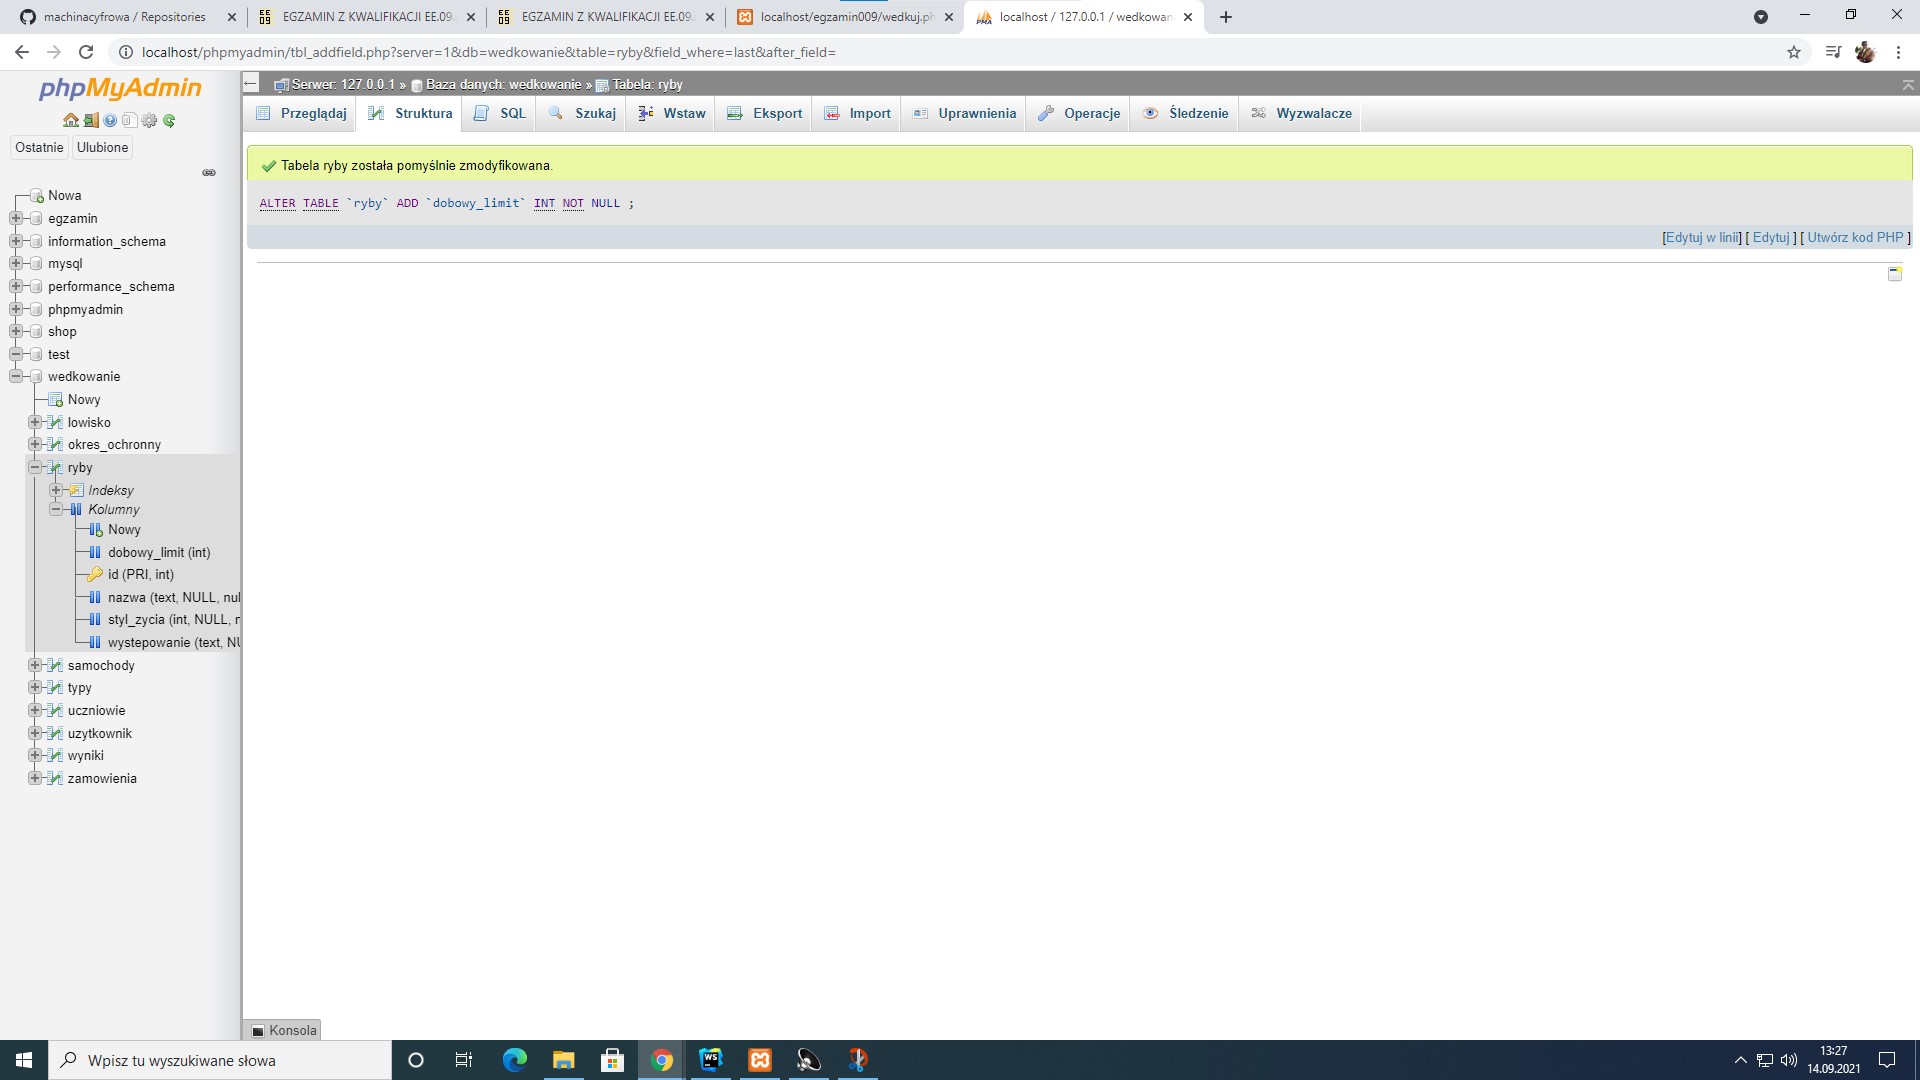 machinacyfrowa / Repositories
EGZAMIN Z KWALIFIKACJI EE.09.
EGZAMIN Z KWALIFIKACJI EE.09.
localhost/egzamin009/wedkuj.ph
localhost / 127.0.0.1 / wedkowan
localhost/phpmyadmin/tbl_addfield.php?server=1&db=wedkowanie&table=ryby&field_where=last&after_field=
phpMyAdmin
Ostatnie
Ulubione
Nowa
egzamin
information_schema
mysql
performance_schema
phpmyadmin
shop
test
wedkowanie
Nowy
lowisko
okres_ochronny
ryby
Indeksy
Kolumny
Nowy
dobowy_limit (int)
id (PRI, int)
nazwa (text, NULL, nul
styl_zycia (int, NULL, r
wystepowanie (text, NU
samochody
typy
uczniowie
uzytkownik
wyniki
zamowienia
Serwer: 127.0.0.1 » Baza danych: wedkowanie » Tabela: ryby
Przeglądaj
Struktura
SQL
Szukaj
Wstaw
Eksport
Import
Uprawnienia
Operacje
Śledzenie
Wyzwalacze
Tabela ryby została pomyślnie zmodyfikowana.
ALTER TABLE `ryby` ADD `dobowy_limit` INT NOT NULL ;
[Edytuj w linii] [ Edytuj ] [ Utwórz kod PHP ]
Konsola
Wpisz tu wyszukiwane słowa
13:27
14.09.2021